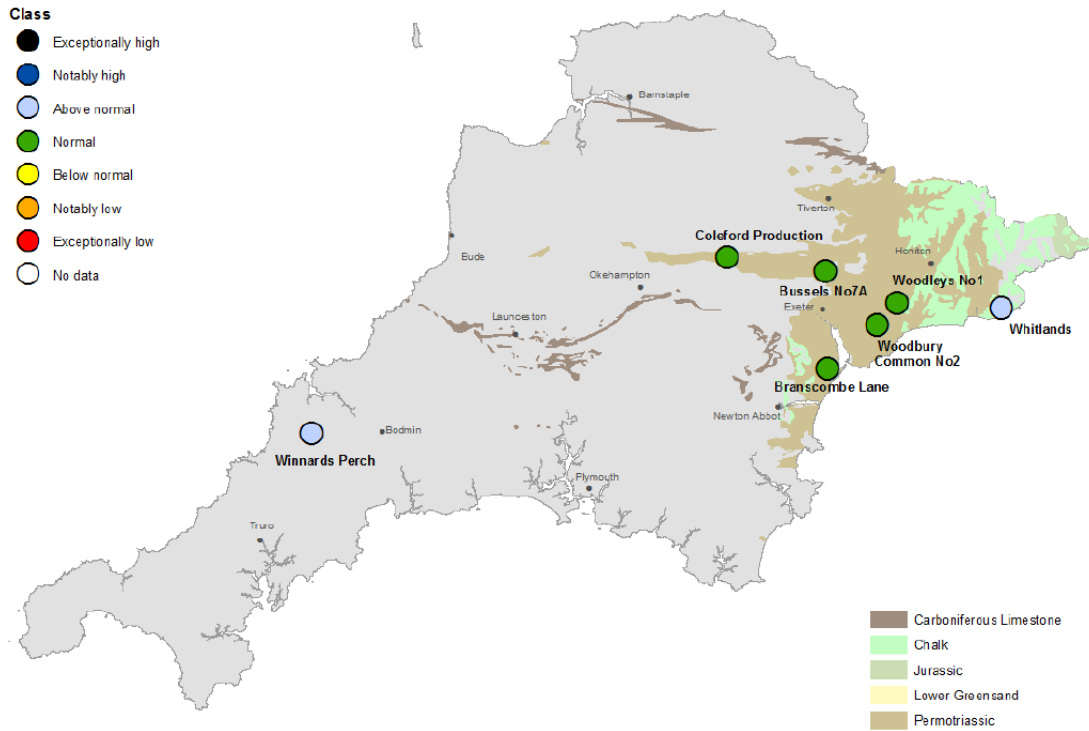 Class
Exceptionally high
Notably high
Above normal
Normal
Below normal
Notably low
Exceptionally low
No data
Barnstaple
Tiverton
Coleford Production
Honiton
Bude
Okehampton
Woodleys No1
Bussels No7A
Exeter
Launceston
Whitlands
Woodbury
Common No2
Branscombe Lane
Newton Abbot
Bodmin
Winnards Perch
Plymouth
Truro
Carboniferous Limestone
Chalk
Jurassic
Lower Greensand
Permotriassic